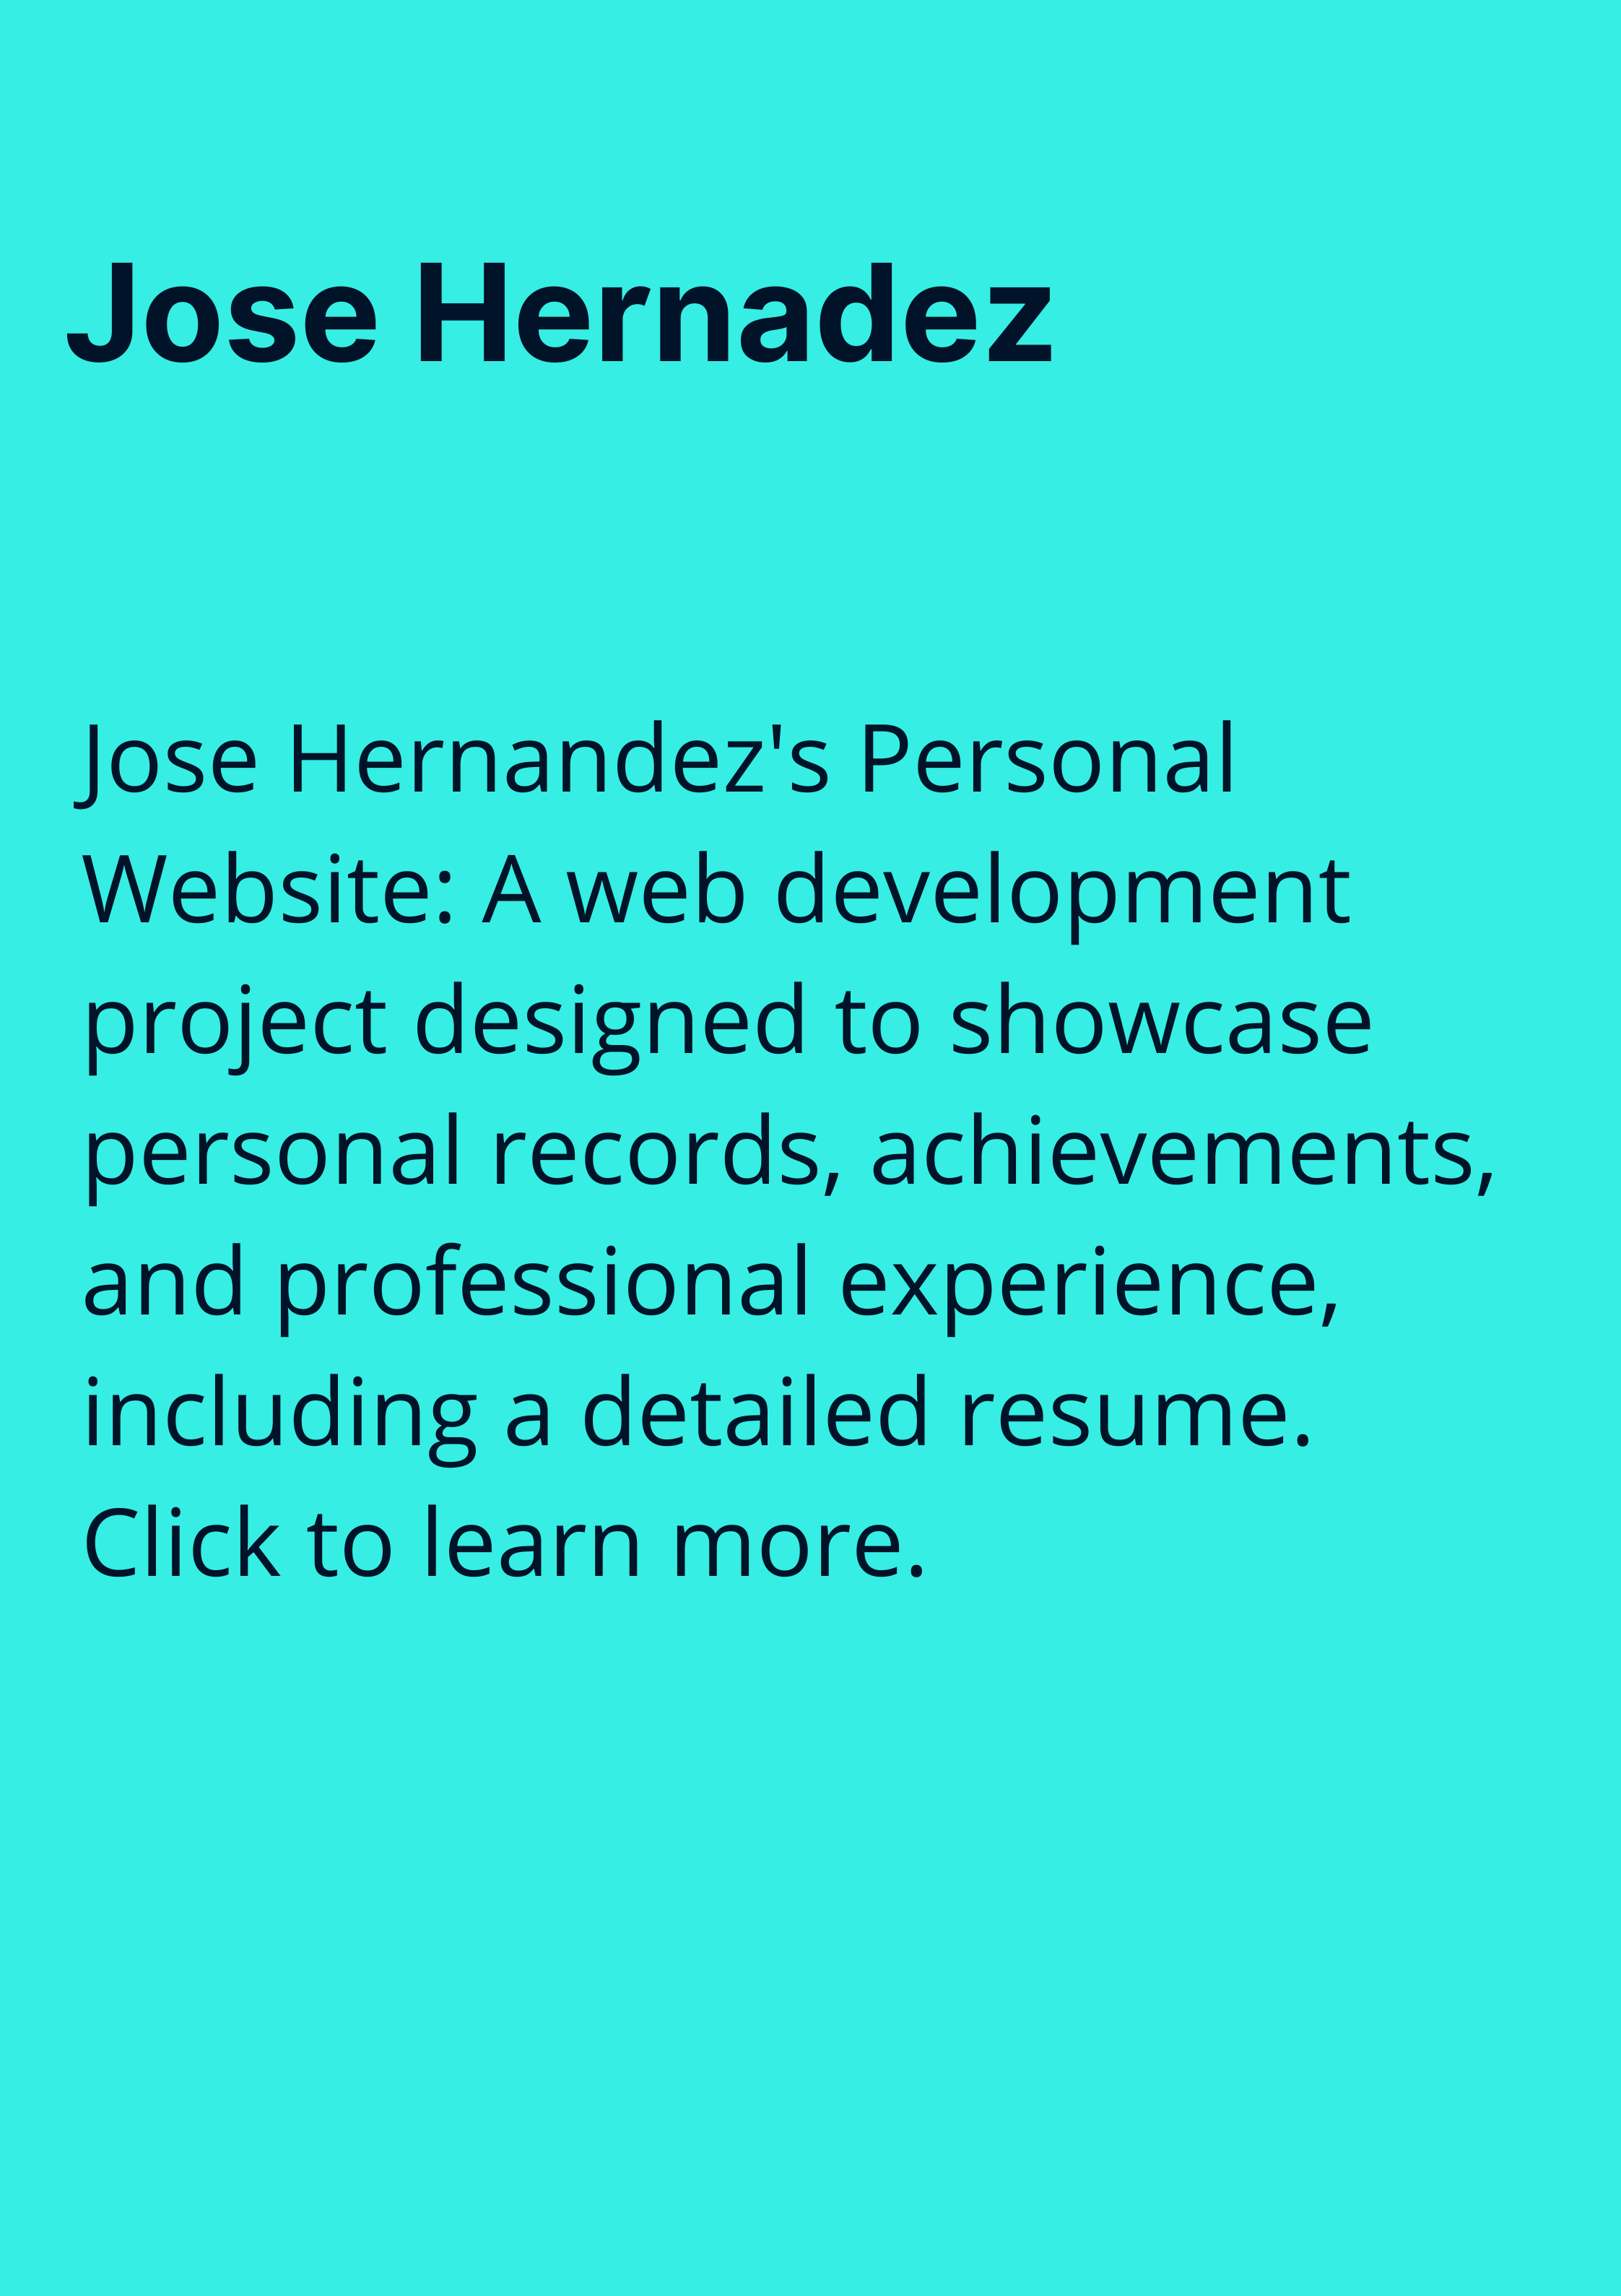 Jose Hernadez
Jose Hernandez's Personal
Website: A web development
project designed to showcase
personal records, achievements,
and professional experience,
including a detailed resume.
Click to learn more.